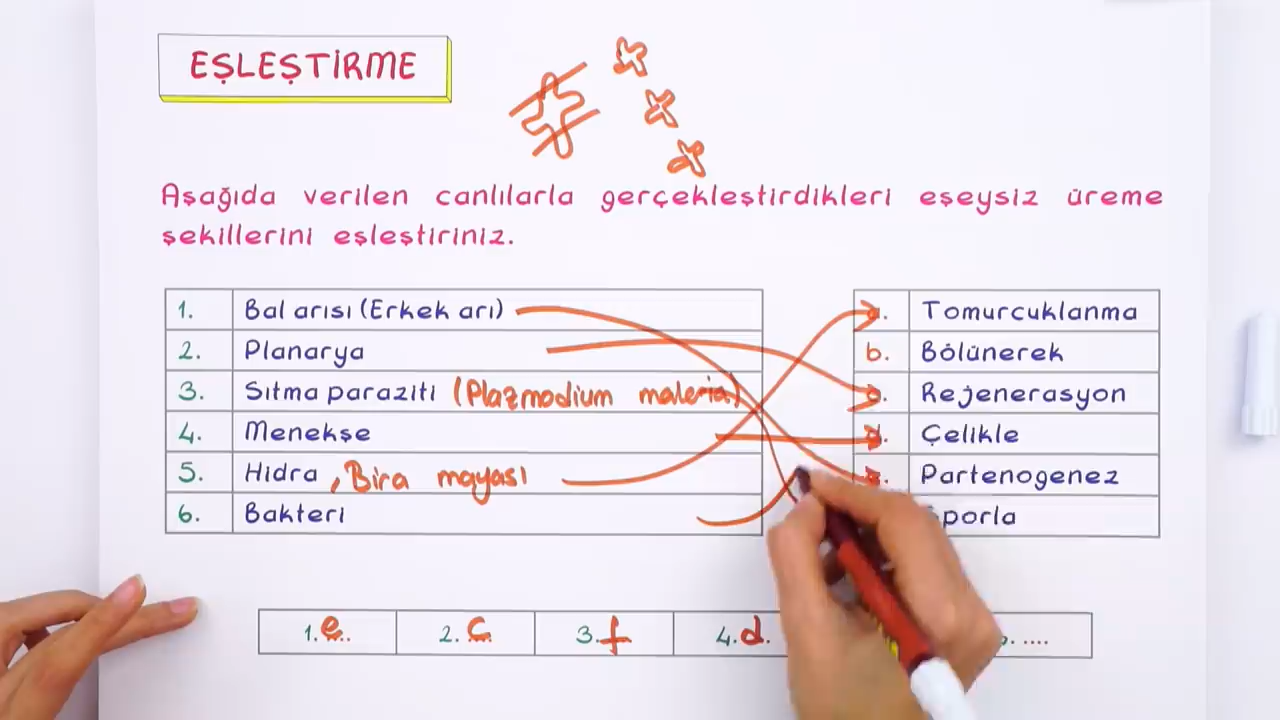 EŞLEŞTİRME
Aşağıda verilen canlılarla gerçekleştirdikleri eşeysiz üreme
şekillerini eşleştiriniz.
1. Bal arısı (Erkek arı)
2. Planarya
3. Sıtma paraziti (Plazmodium maleria)
4. Menekşe
5. Hidra, Bira mayası
6. Bakteri
a. Tomurcuklanma
b. Bölünerek
c. Rejenerasyon
d. Çelikle
e. Partenogenez
Sporla
1. e 2. c 3. f 4. d